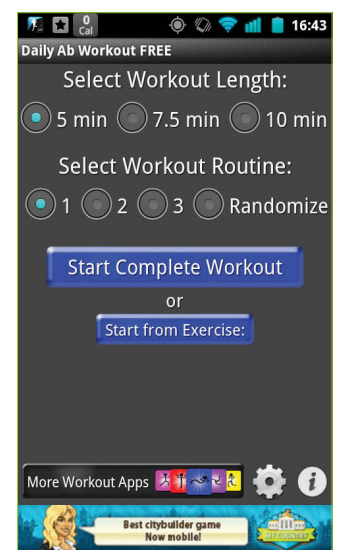 0
Cal
16:43
Daily Ab Workout FREE
Select Workout Length:
5 min 7.5 min 10 min
Select Workout Routine:
1 2 3 Randomize
Start Complete Workout
or
Start from Exercise:
More Workout Apps
i
Best citybuilder game
Now mobile!
MY COUNTRY